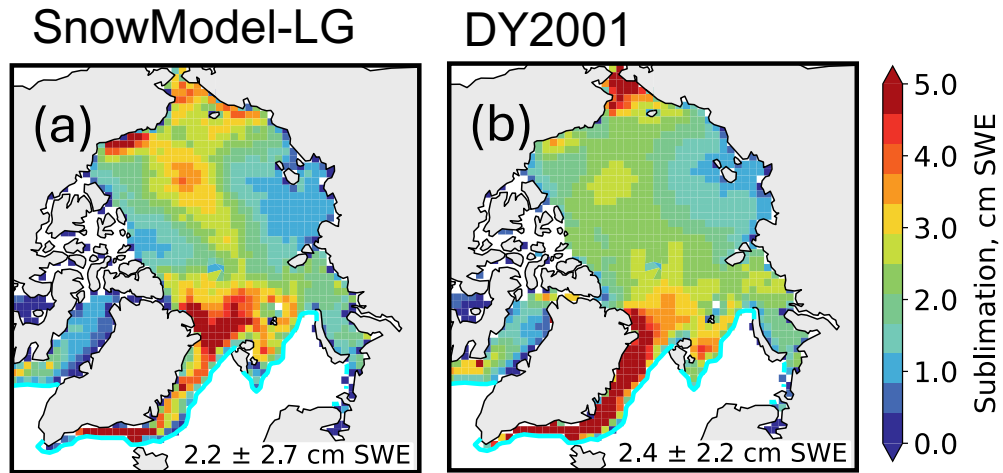 SnowModel-LG
DY2001
(a)
(b)
2.2 ± 2.7 cm SWE
2.4 ± 2.2 cm SWE
5.0
4.0
3.0
2.0
1.0
0.0
Sublimation, cm SWE